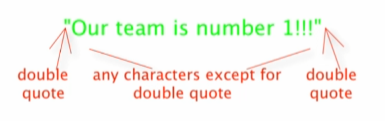 "Our team is number 1!!!"
double any characters except for double
quote double quote quote